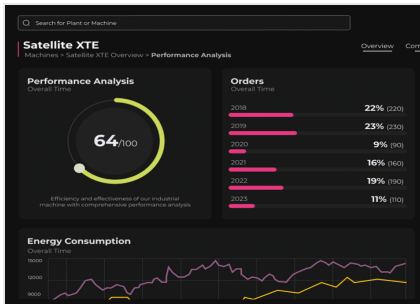 Search for Plant or Machine
Satellite XTE
Machines > Satellite XTE Overview > Performance Analysis
Overview
Com
Performance Analysis
Overall Time
64/100
Efficiency and effectiveness of our industrial
machine with comprehensive performance analysis
Orders
Overall Time
2018 22% (220)
2019 23% (230)
2020 9% (90)
2021 16% (160)
2022 19% (190)
2023 11% (110)
Energy Consumption
Overall Time
15000
12000
9000